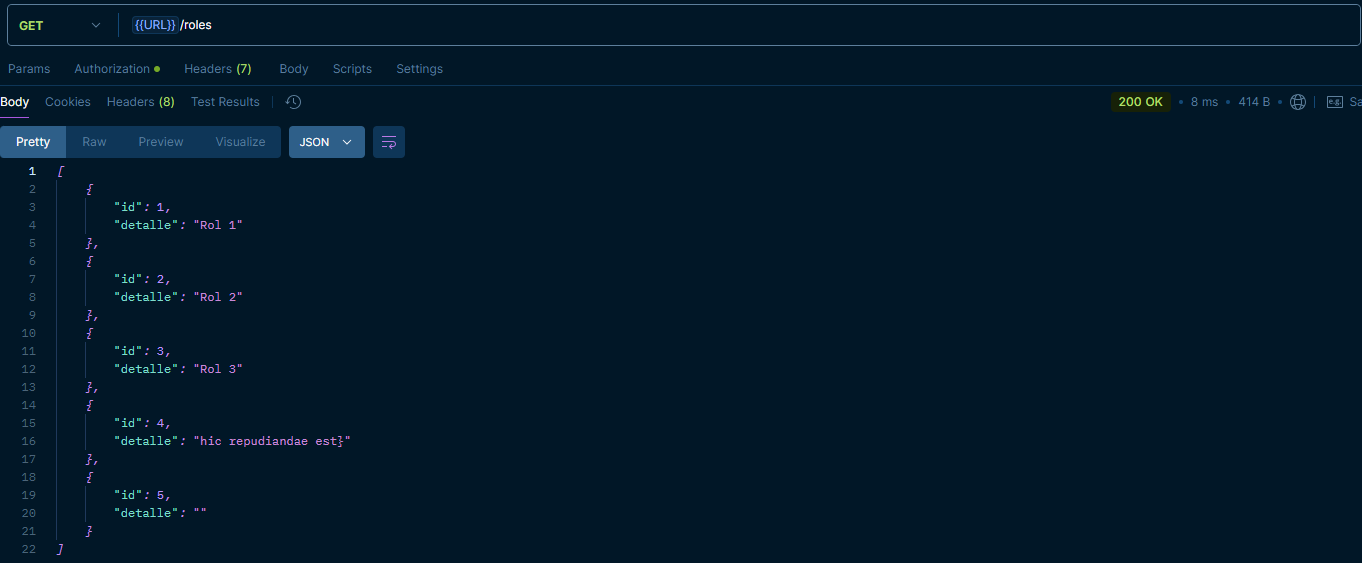 GET {{URL}}/roles
Params Authorization Headers (7) Body Scripts Settings
Body Cookies Headers (8) Test Results 200 OK • 8 ms • 414 B • e.g. Sa
Pretty Raw Preview Visualize JSON
1 [
2 {
3 "id": 1,
4 "detalle": "Rol 1"
5 },
6 {
7 "id": 2,
8 "detalle": "Rol 2"
9 },
10 {
11 "id": 3,
12 "detalle": "Rol 3"
13 },
14 {
15 "id": 4,
16 "detalle": "hic repudiandae est}"
17 },
18 {
19 "id": 5,
20 "detalle": ""
21 }
22 ]